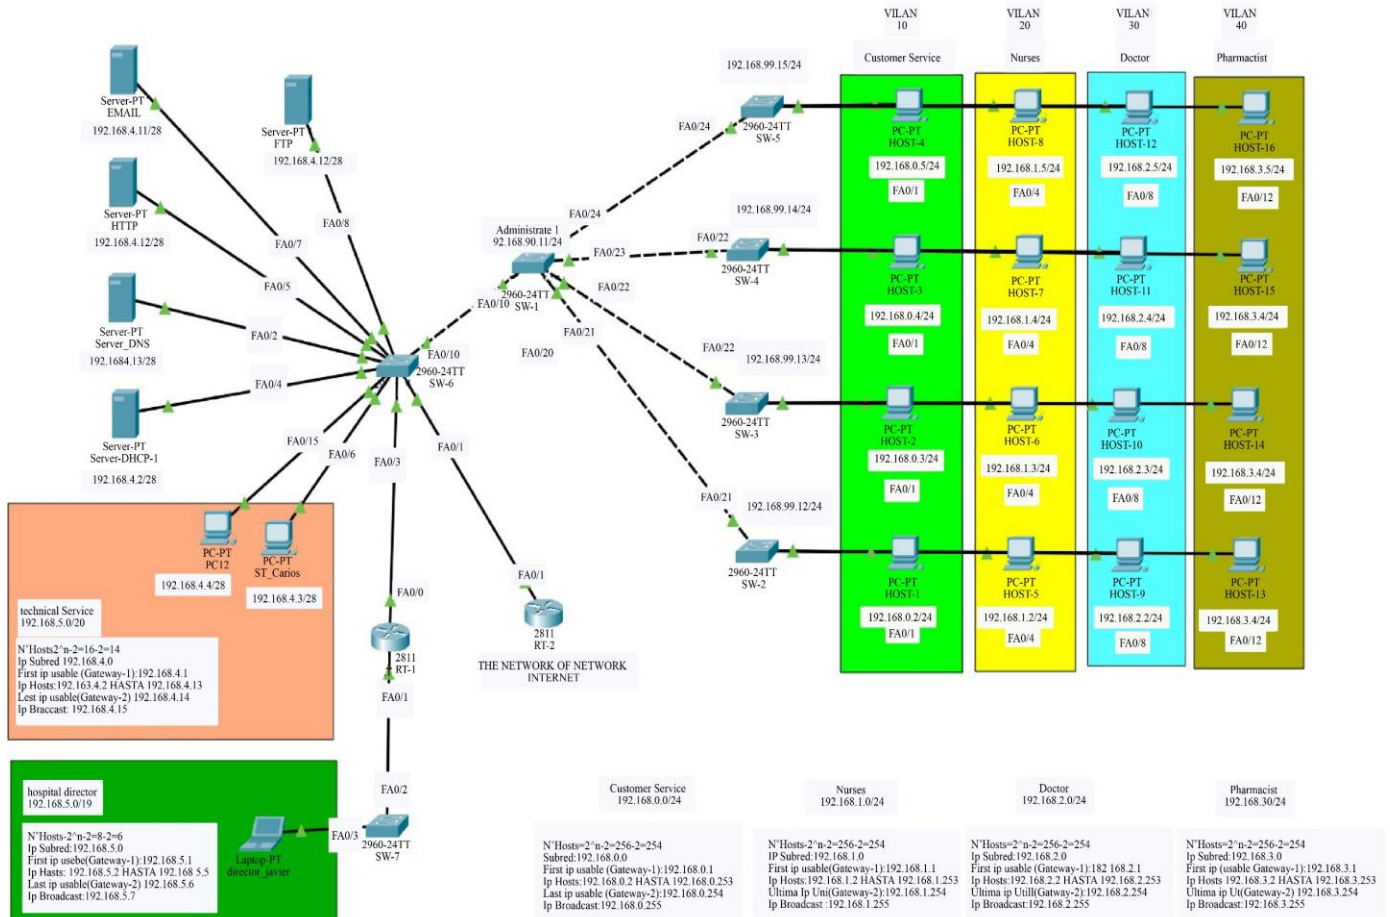 VILAN
10
VILAN
20
VILAN
30
VILAN
40
Customer Service
Nurses
Doctor
Pharmactist
Server-PT
EMAIL
192.168.4.11/28
Server-PT
FTP
192.168.4.12/28
Server-PT
HTTP
192.168.4.12/28
Server-PT
Server_DNS
192.1684.13/28
Server-PT
Server-DHCP-1
192.168.4.2/28
FA0/7
FA0/8
FA0/5
FA0/2
FA0/4
FA0/15
FA0/6
FA0/3
FA0/1
FA0/10
2960-24TT
SW-6
FA0/10
Administrate 1
92.168.90.11/24
2960-24TT
SW-1
FA0/24
FA0/23
FA0/22
FA0/21
FA0/20
192.168.99.15/24
FA0/24
2960-24TT
SW-5
192.168.99.14/24
FA0/22
2960-24TT
SW-4
FA0/22
192.168.99.13/24
2960-24TT
SW-3
FA0/21
192.168.99.12/24
2960-24TT
SW-2
PC-PT
HOST-4
192.168.0.5/24
FA0/1
PC-PT
HOST-8
192.168.1.5/24
FA0/4
PC-PT
HOST-12
192.168.2.5/24
FA0/8
PC-PT
HOST-16
192.168.3.5/24
FA0/12
PC-PT
HOST-3
192.168.0.4/24
FA0/1
PC-PT
HOST-7
192.168.1.4/24
FA0/4
PC-PT
HOST-11
192.168.2.4/24
FA0/8
PC-PT
HOST-15
192.168.3.4/24
FA0/12
PC-PT
HOST-2
192.168.0.3/24
FA0/1
PC-PT
HOST-6
192.168.1.3/24
FA0/4
PC-PT
HOST-10
192.168.2.3/24
FA0/8
PC-PT
HOST-14
192.168.3.4/24
FA0/12
PC-PT
HOST-1
192.168.0.2/24
FA0/1
PC-PT
HOST-5
192.168.1.2/24
FA0/4
PC-PT
HOST-9
192.168.2.2/24
FA0/8
PC-PT
HOST-13
192.168.3.4/24
FA0/12
PC-PT
PC12
192.168.4.4/28
PC-PT
ST_Carios
192.168.4.3/28
technical Service
192.168.5.0/20
N°Hosts2^n-2=16-2=14
Ip Subred 192.168.4.0
First ip usable (Gateway-1):192.168.4.1
Ip Hosts:192.163.4.2 HASTA 192.168.4.13
Lest ip usable(Gateway-2) 192.168.4.14
Ip Braccast: 192.168.4.15
FA0/0
2811
RT-1
FA0/1
FA0/1
2811
RT-2
THE NETWORK OF NETWORK
INTERNET
FA0/2
FA0/3
2960-24TT
SW-7
Laptop-PT
director_javier
hospital director
192.168.5.0/19
N°Hosts-2^n-2=8-2=6
Ip Subred:192.168.5.0
First ip usebe(Gateway-1):192.168.5.1
Ip Hasts: 192.168.5.2 HASTA 192.168 5.5
Last ip usable(Gateway-2) 192.168.5.6
Ip Broadcast:192.168.5.7
Customer Service
192.168.0.0/24
N°Hosts=2^n-2=256-2=254
Subred:192.168.0.0
First ip usable (Gateway-1):192.168.0.1
Ip Hosts:192.168.0.2 HASTA 192.168.0.253
Last ip usable (Gateway-2):192.168.0.254
Ip Broadcast:192.168.0.255
Nurses
192.168.1.0/24
N°Hosts-2^n-2=256-2=254
IP Subred:192.168.1,0
First ip usable(Gateway-1):192.168.1.1
Ip Hosts:192.168.1.2 HASTA 192.168.1.253
Ultima Ip Uni(Gateway-2):192.168.1.254
Ip Broadcast :192.168.1.255
Doctor
192.168.2.0/24
N°Hosts=2^n-2=256-2=254
Ip Subred:192.168.2.0
First ip usable (Gateway-1):182 168.2.1
Ip Hosts:192.168.2.2 HASTA 192.168.2.253
Última ip Utill(Gatway-2):192.168.2.254
Ip Broadcast:192.168.2.255
Pharmacist
192.168.30/24
N°Hosts=2^n-2=256-2=254
IP Subred:192.168.3.0
First ip (usable Gateway-1):192.168.3.1
Ip Hosts 192.168 3.2 HASTA 192.168.3.253
Ultima ip Ut(Gateway-2) 192.168.3.254
Ip Broadcast: 192.168.3.255